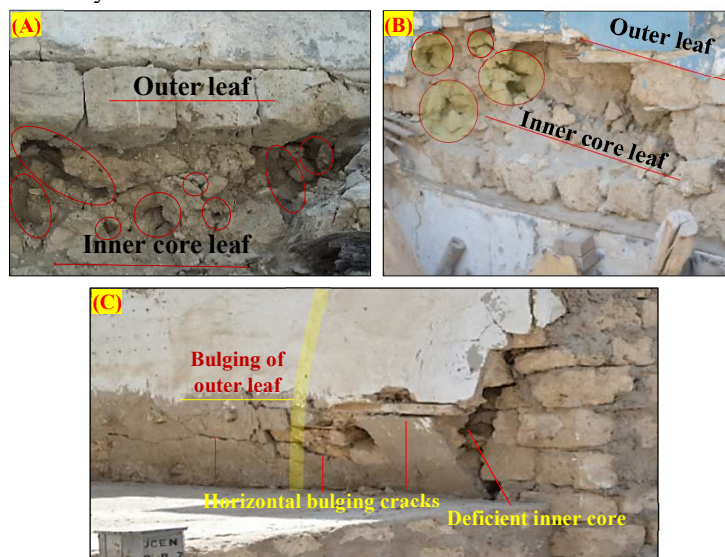 (A)
Outer leaf
Inner core leaf
(B)
Outer leaf
Inner core leaf
(C)
Bulging of
outer leaf
Horizontal bulging cracks
Deficient inner core
JCEN